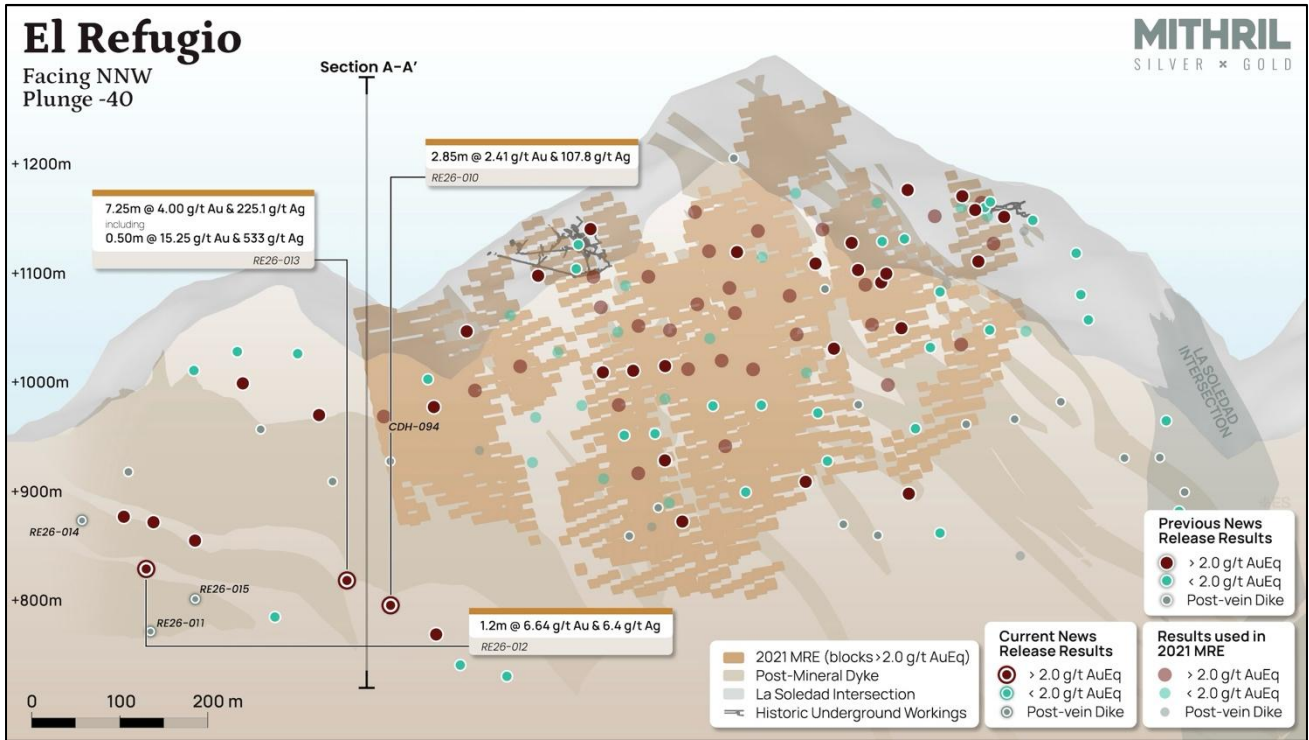 El Refugio
Facing NNW
Plunge -40
MITHRIL
SILVER × GOLD
Section A-A’
+ 1200m
+1100m
+1000m
+900m
+800m
2.85m @ 2.41 g/t Au & 107.8 g/t Ag
RE26-010
7.25m @ 4.00 g/t Au & 225.1 g/t Ag
including
0.50m @ 15.25 g/t Au & 533 g/t Ag
RE26-013
CDH-094
LA SOLEDAD
INTERSECTION
RE26-014
RE26-015
RE26-011
1.2m @ 6.64 g/t Au & 6.4 g/t Ag
RE26-012
0 100 200 m
2021 MRE (blocks>2.0 g/t AuEq)
Post-Mineral Dyke
La Soledad Intersection
Historic Underground Workings
Previous News
Release Results
> 2.0 g/t AuEq
< 2.0 g/t AuEq
Post-vein Dike
Current News
Release Results
> 2.0 g/t AuEq
< 2.0 g/t AuEq
Post-vein Dike
Results used in
2021 MRE
> 2.0 g/t AuEq
< 2.0 g/t AuEq
Post-vein Dike